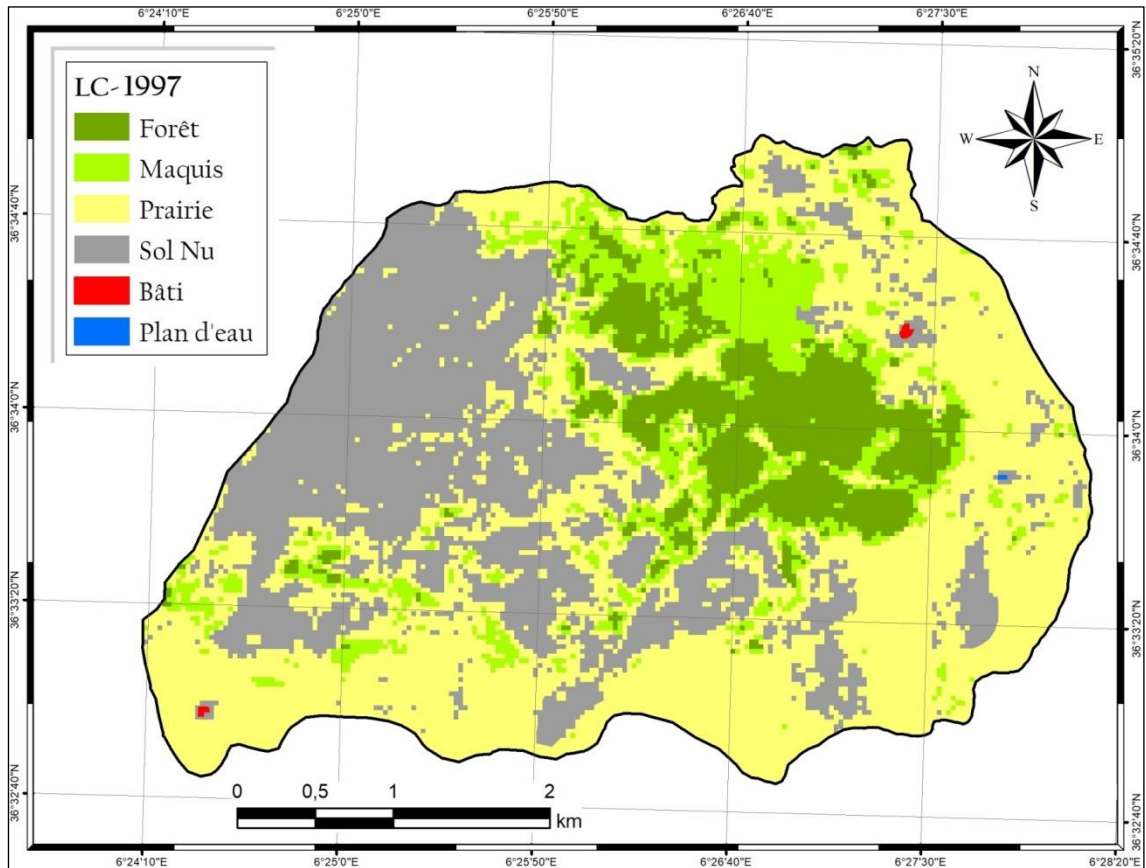 6°24'10"E
6°25'0"E
6°25'50"E
6°26'40"E
6°27'30"E
36°35'20"N
LC-1997
Forêt
Maquis
Prairie
Sol Nu
Bâti
Plan d'eau
N
W
E
S
36°34'40"N
36°34'40"N
36°34'0"N
36°34'0"N
36°33'20"N
36°33'20"N
36°32'40"N
36°32'40"N
0
0,5
1
2
km
6°24'10"E
6°25'0"E
6°25'50"E
6°26'40"E
6°27'30"E
6°28'20"E